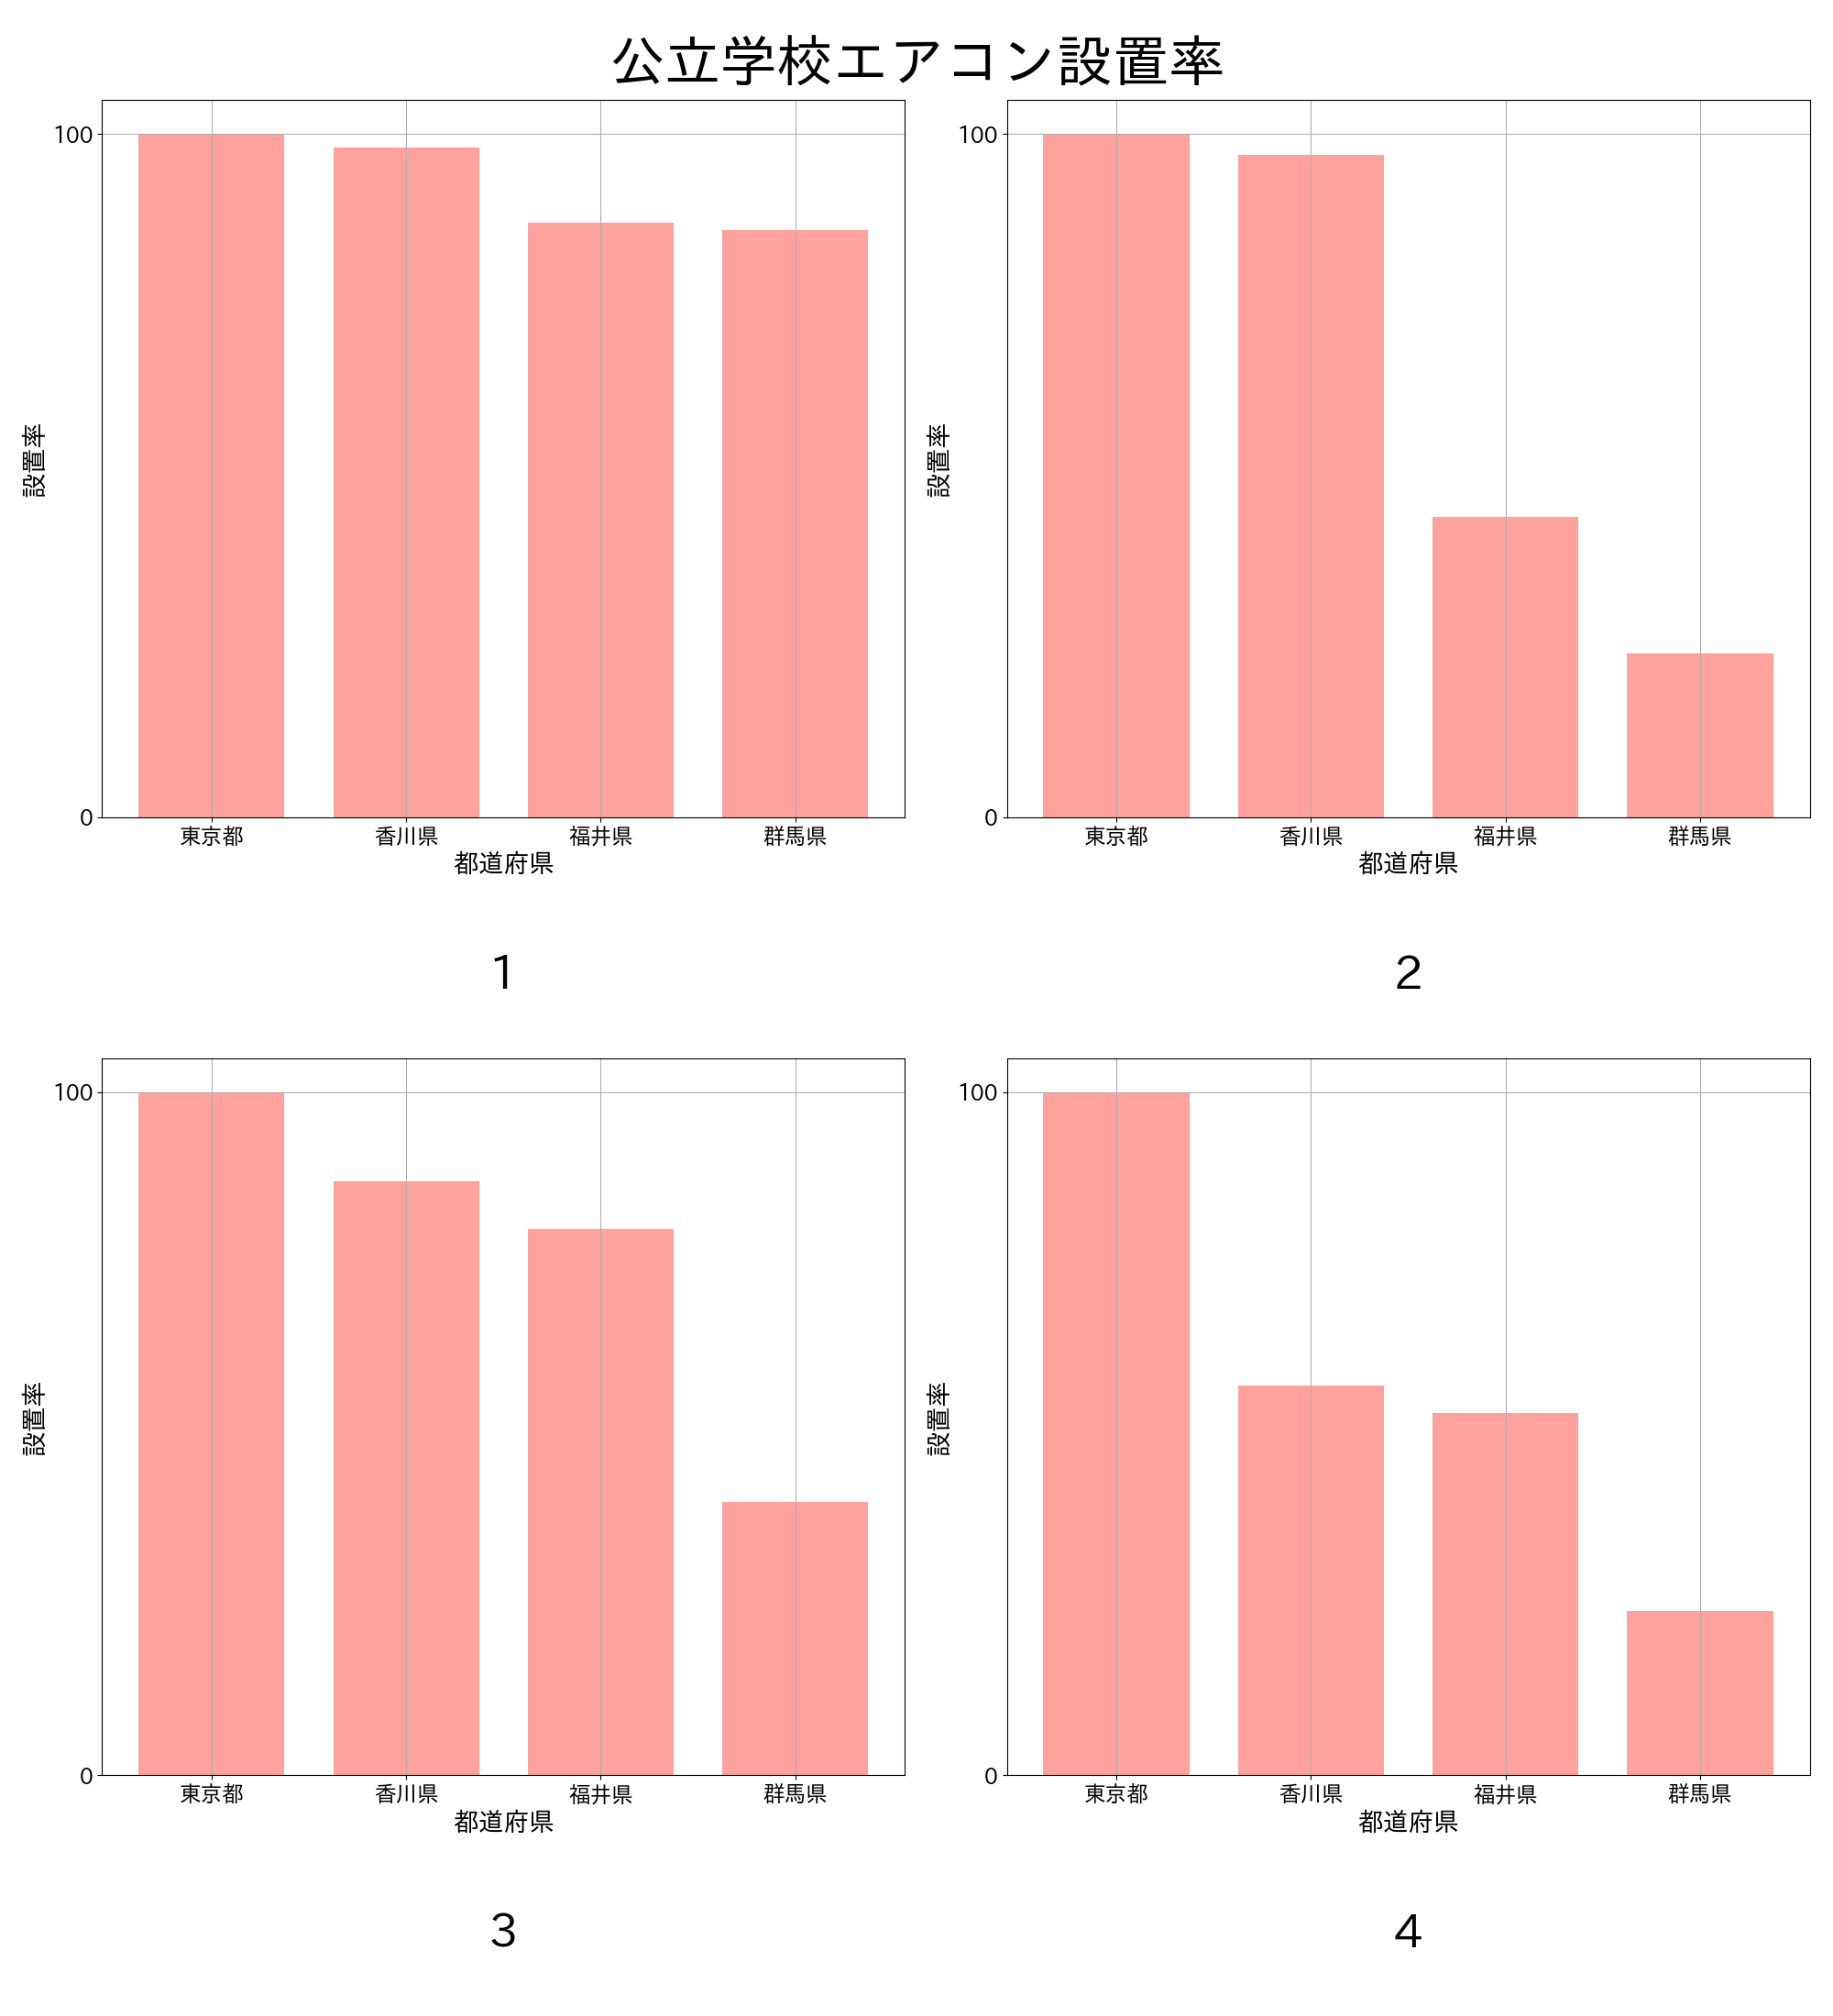 公立学校エアコン設置率
100
設置率
0
東京都 香川県 福井県 群馬県
都道府県
1
100
設置率
0
東京都 香川県 福井県 群馬県
都道府県
2
100
設置率
0
東京都 香川県 福井県 群馬県
都道府県
3
100
設置率
0
東京都 香川県 福井県 群馬県
都道府県
4